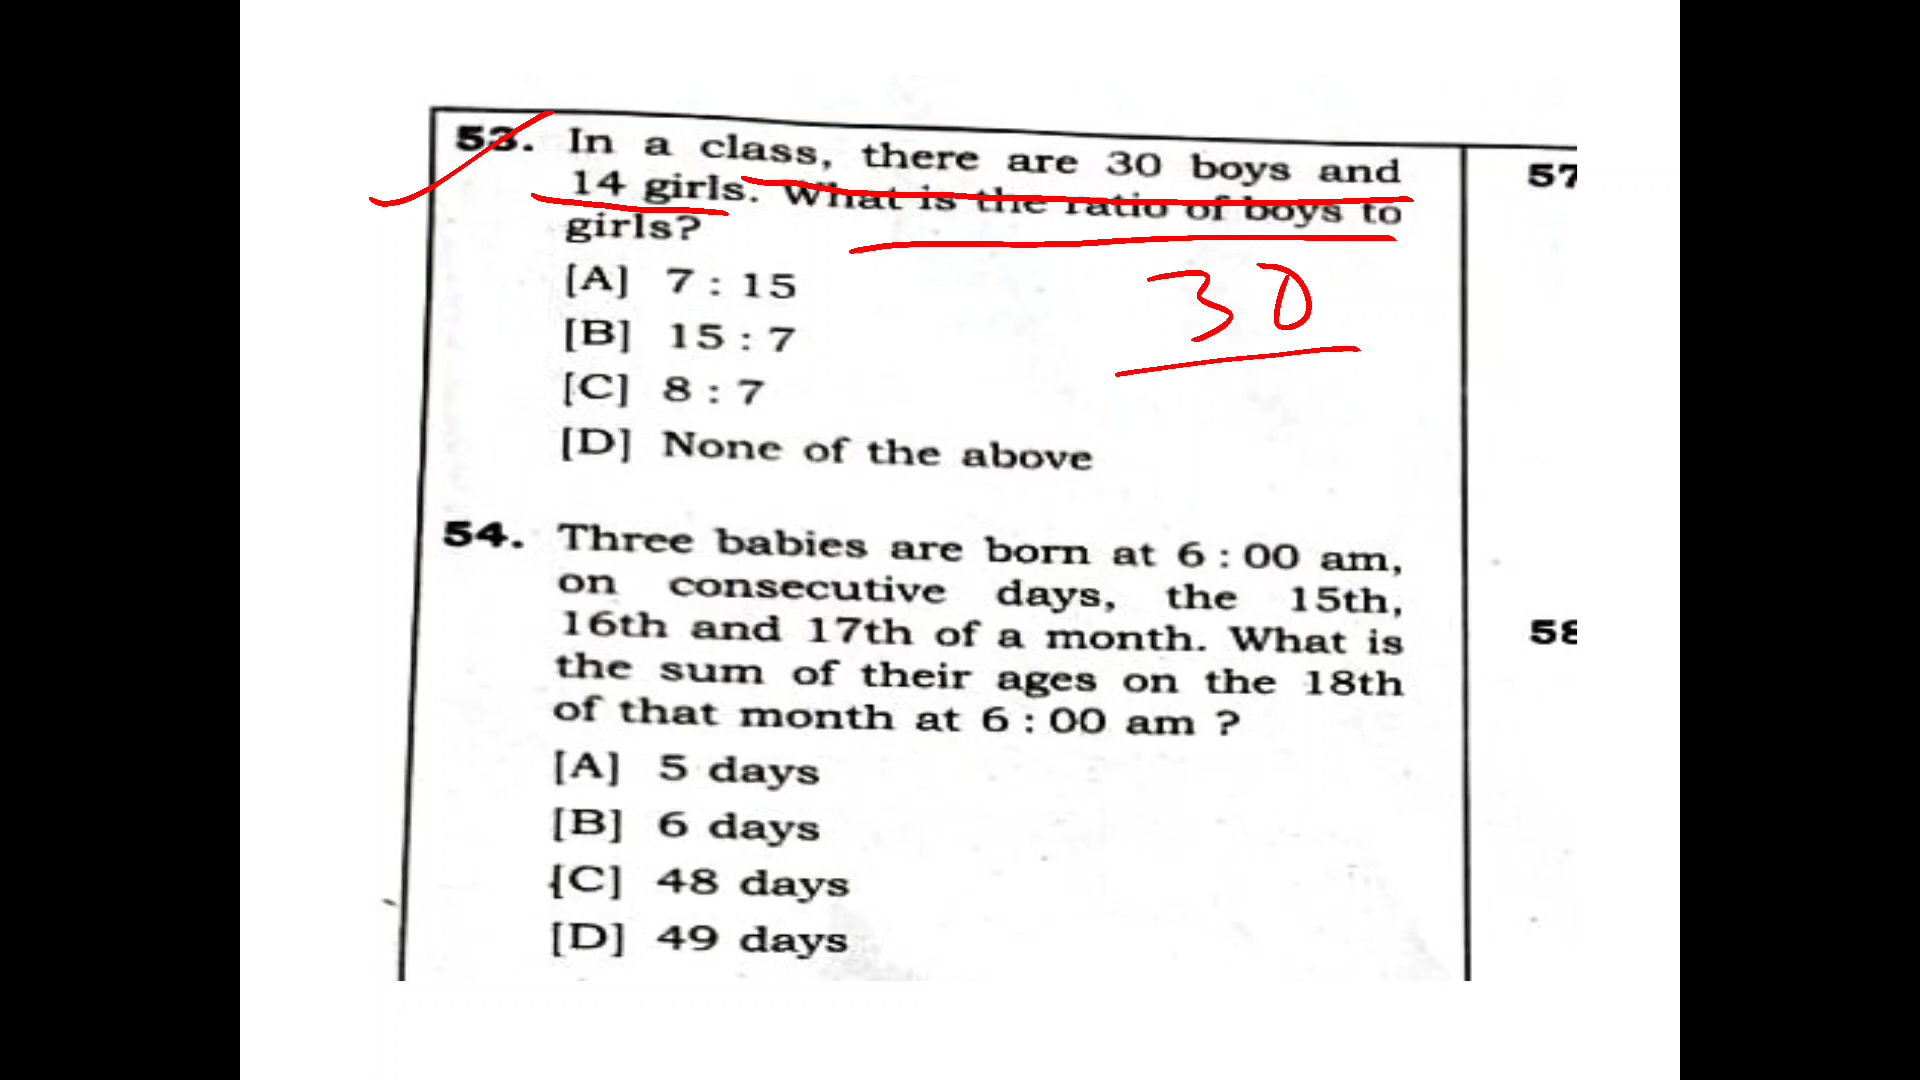 53. In a class, there are 30 boys and
14 girls. What is the ratio of boys to
girls?
[A] 7 : 15
[B] 15 : 7
[C] 8 : 7
[D] None of the above
30
54. Three babies are born at 6 : 00 am,
on consecutive days, the 15th,
16th and 17th of a month. What is
the sum of their ages on the 18th
of that month at 6 : 00 am ?
[A] 5 days
[B] 6 days
[C] 48 days
[D] 49 days
57
58